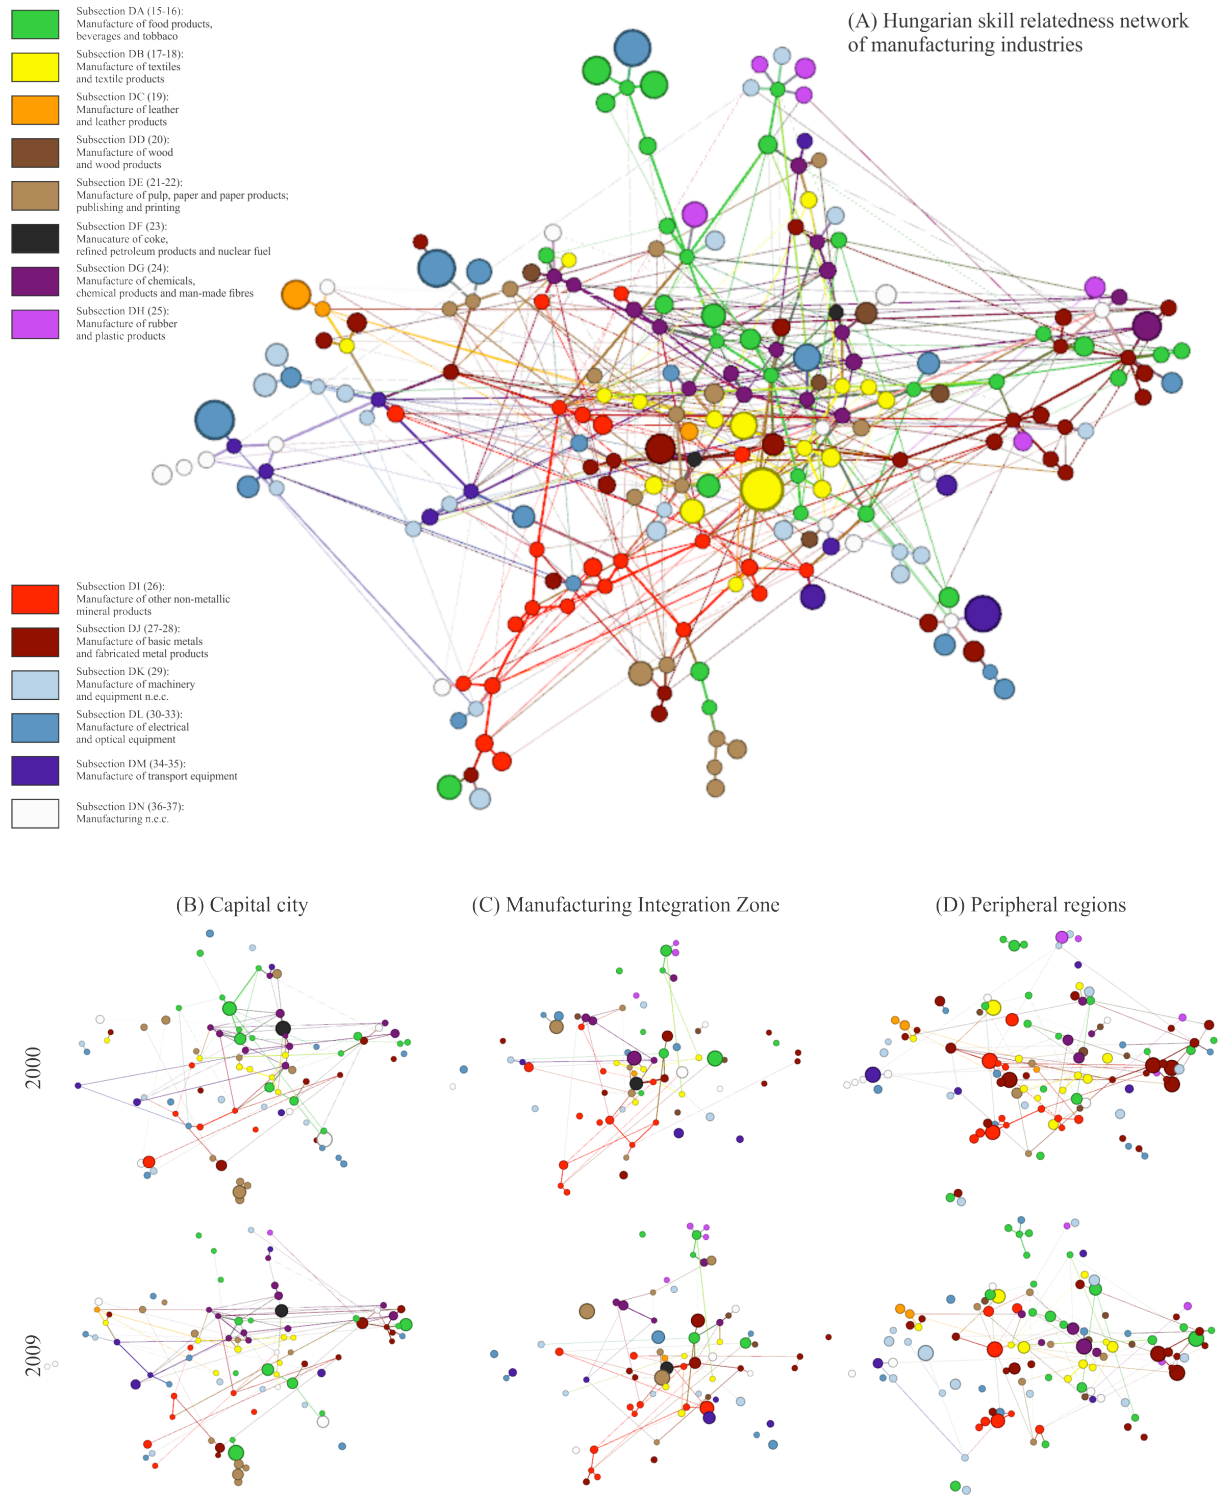 Subsection DA (15-16):
Manufacture of food products,
beverages and tobbaco
Subsection DB (17-18):
Manufacture of textiles
and textile products
Subsection DC (19):
Manufacture of leather
and leather products
Subsection DD (20):
Manufacture of wood
and wood products
Subsection DE (21-22):
Manufacture of pulp, paper and paper products;
publishing and printing
Subsection DF (23):
Manucature of coke,
refined petroleum products and nuclear fuel
Subsection DG (24):
Manufacture of chemicals,
chemical products and man-made fibres
Subsection DH (25):
Manufacture of rubber
and plastic products
(A) Hungarian skill relatedness network
of manufacturing industries
Subsection DI (26):
Manufacture of other non-metallic
mineral products
Subsection DJ (27-28):
Manufacture of basic metals
and fabricated metal products
Subsection DK (29):
Manufacture of machinery
and equipment n.e.c.
Subsection DL (30-33):
Manufacture of electrical
and optical equipment
Subsection DM (34-35):
Manufacture of transport equipment
Subsection DN (36-37):
Manufacturing n.e.c.
(B) Capital city
(C) Manufacturing Integration Zone
(D) Peripheral regions
2000
2009